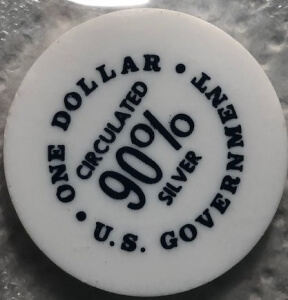 • ONE DOLLAR •
U.S. GOVERNMENT
CIRCULATED
90%
SILVER